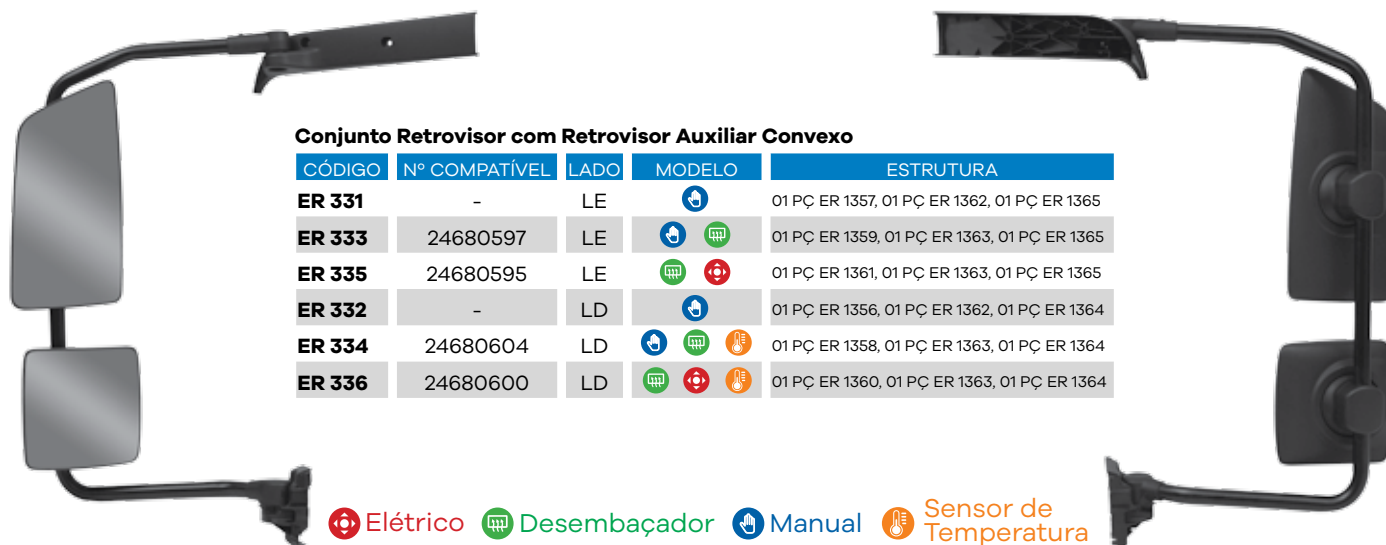 Conjunto Retrovisor com Retrovisor Auxiliar Convexo
CÓDIGO Nº COMPATÍVEL LADO MODELO ESTRUTURA
ER 331 - LE 01 PÇ ER 1357, 01 PÇ ER 1362, 01 PÇ ER 1365
ER 333 24680597 LE 01 PÇ ER 1359, 01 PÇ ER 1363, 01 PÇ ER 1365
ER 335 24680595 LE 01 PÇ ER 1361, 01 PÇ ER 1363, 01 PÇ ER 1365
ER 332 - LD 01 PÇ ER 1356, 01 PÇ ER 1362, 01 PÇ ER 1364
ER 334 24680604 LD 01 PÇ ER 1358, 01 PÇ ER 1363, 01 PÇ ER 1364
ER 336 24680600 LD 01 PÇ ER 1360, 01 PÇ ER 1363, 01 PÇ ER 1364
Elétrico Desembaçador Manual Sensor de
Temperatura